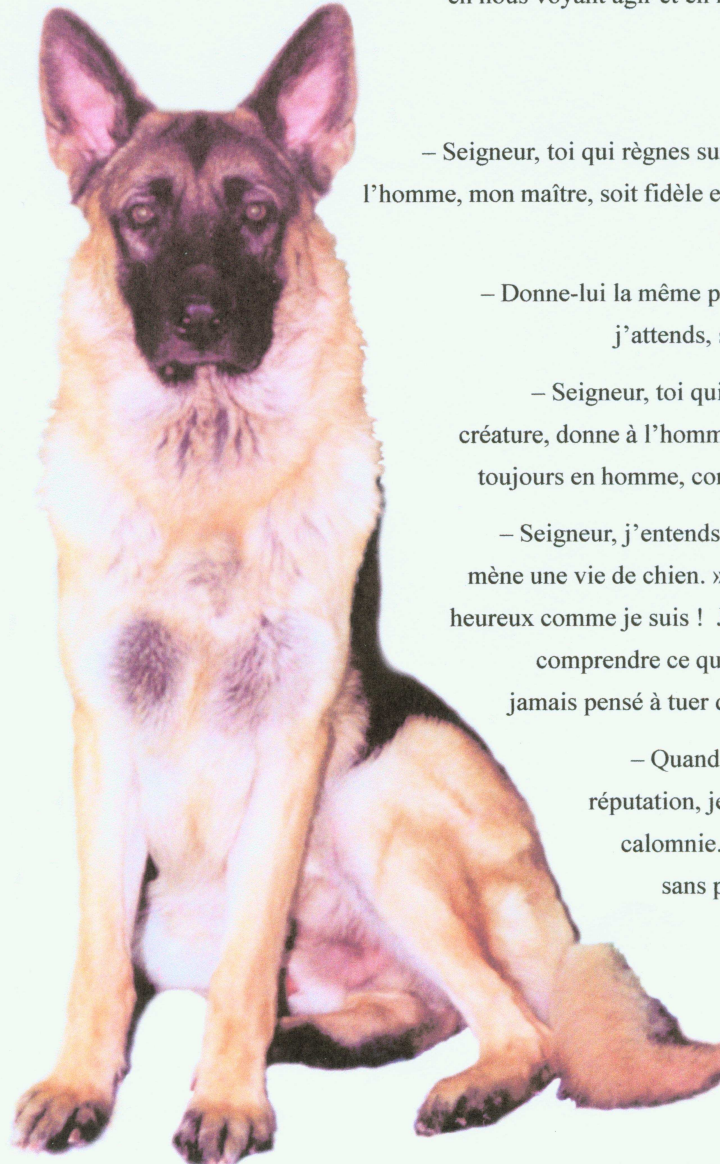 en nous voyant agir et en
– Seigneur, toi qui règnes su
l’homme, mon maître, soit fidèle e
– Donne-lui la même p
j’attends, s
– Seigneur, toi qui
créature, donne à l’homm
toujours en homme, co
– Seigneur, j’entends
mène une vie de chien. »
heureux comme je suis ! J
comprendre ce qu
jamais pensé à tuer
– Quand
réputation, je
calomnie.
sans p